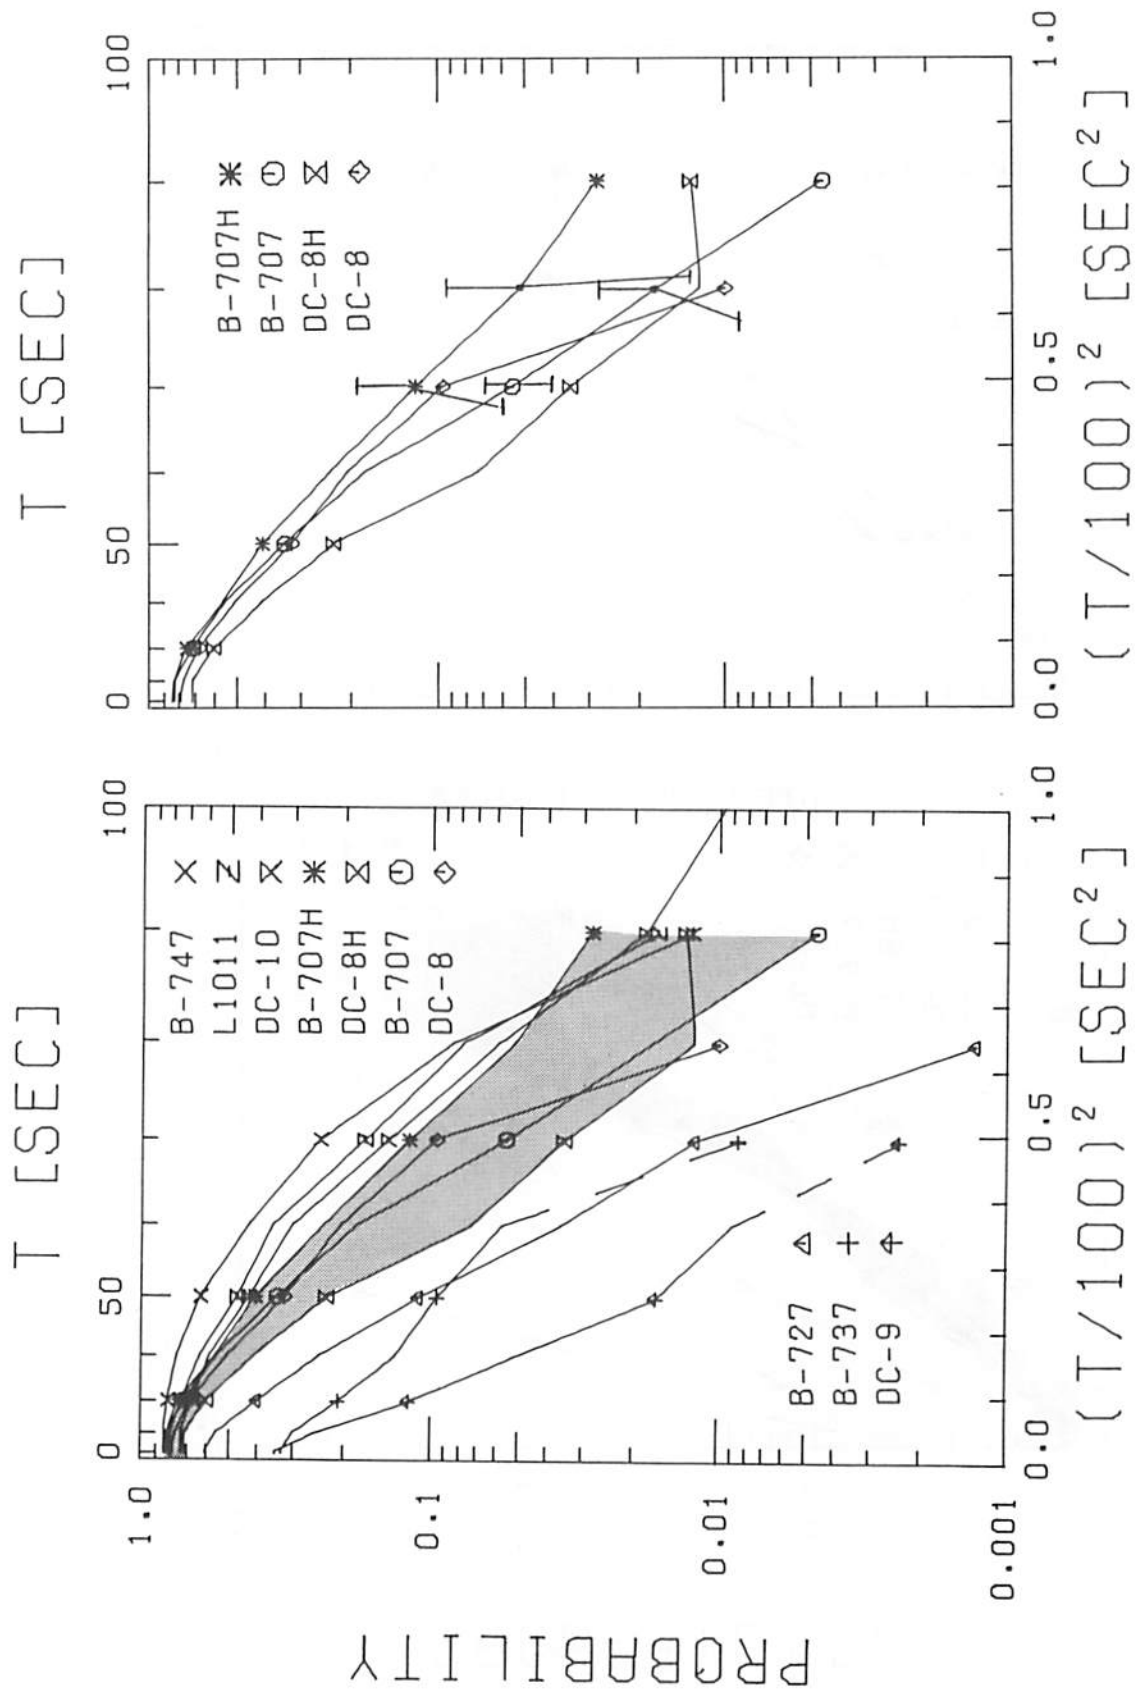 T [SEC]
0
50
100
1.0
0.1
0.01
0.001
PROBABILITY
B-747
L1011
DC-10
B-707H
DC-8H
B-707
DC-8
B-727
B-737
DC-9
0.0
0.5
1.0
(T/100)² [SEC²]
T [SEC]
0
50
100
B-707H
B-707
DC-8H
DC-8
0.0
0.5
1.0
(T/100)² [SEC²]